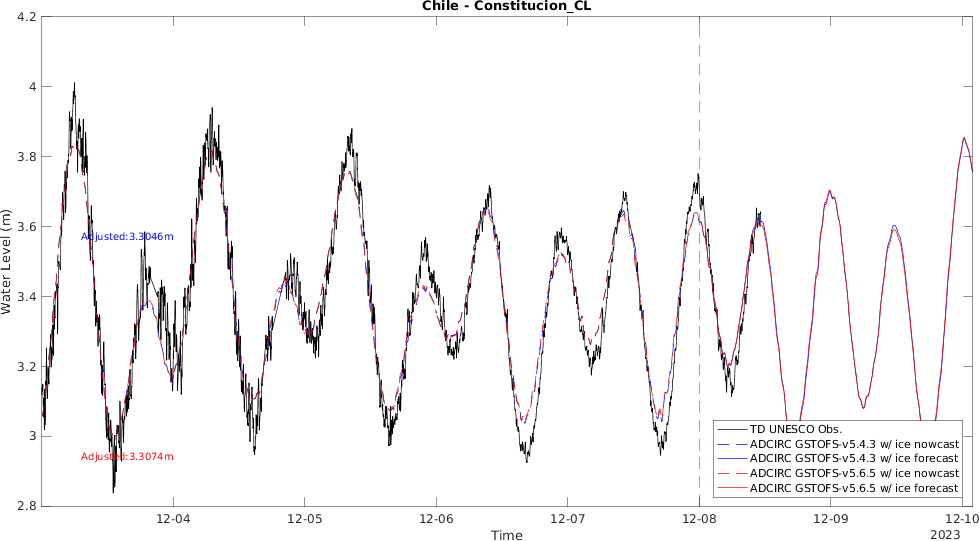 Chile - Constitucion_CL
4.2
4
3.8
3.6
3.4
3.2
3
2.8
Water Level (m)
Adjusted:3.3046m
Adjusted:3.3074m
TD UNESCO Obs.
ADCIRC GSTOFS-v5.4.3 w/ ice nowcast
ADCIRC GSTOFS-v5.4.3 w/ ice forecast
ADCIRC GSTOFS-v5.6.5 w/ ice nowcast
ADCIRC GSTOFS-v5.6.5 w/ ice forecast
12-04 12-05 12-06 12-07 12-08 12-09 12-10
Time
2023